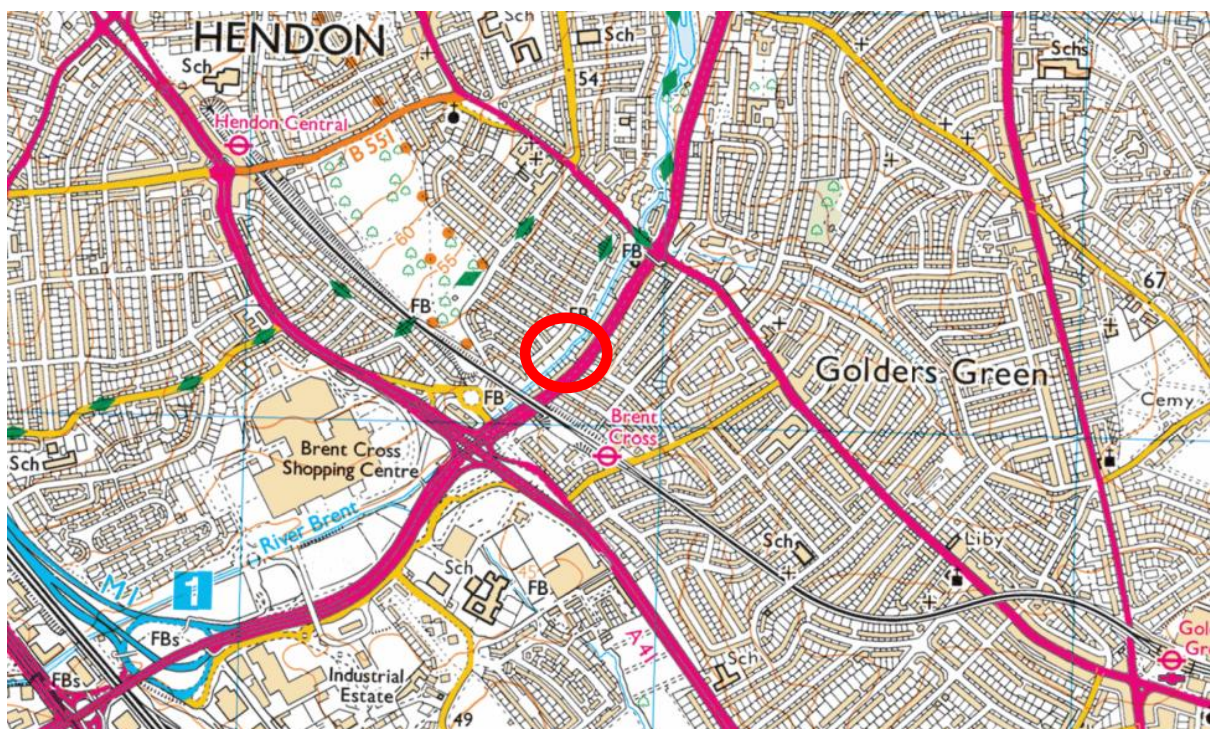 Sch
HENDON
Sch
Sch
54
Schs
Hendon Central
B 551
60
55
FB
67
FB
FB
Golders Green
FB
Brent
Cross
Cemy
Sch
Brent Cross
Shopping Centre
River Brent
Sch
Liby
M1
1
Sch
45
FB
FBs
A 41
Sch
FBs
Industrial
Estate
49